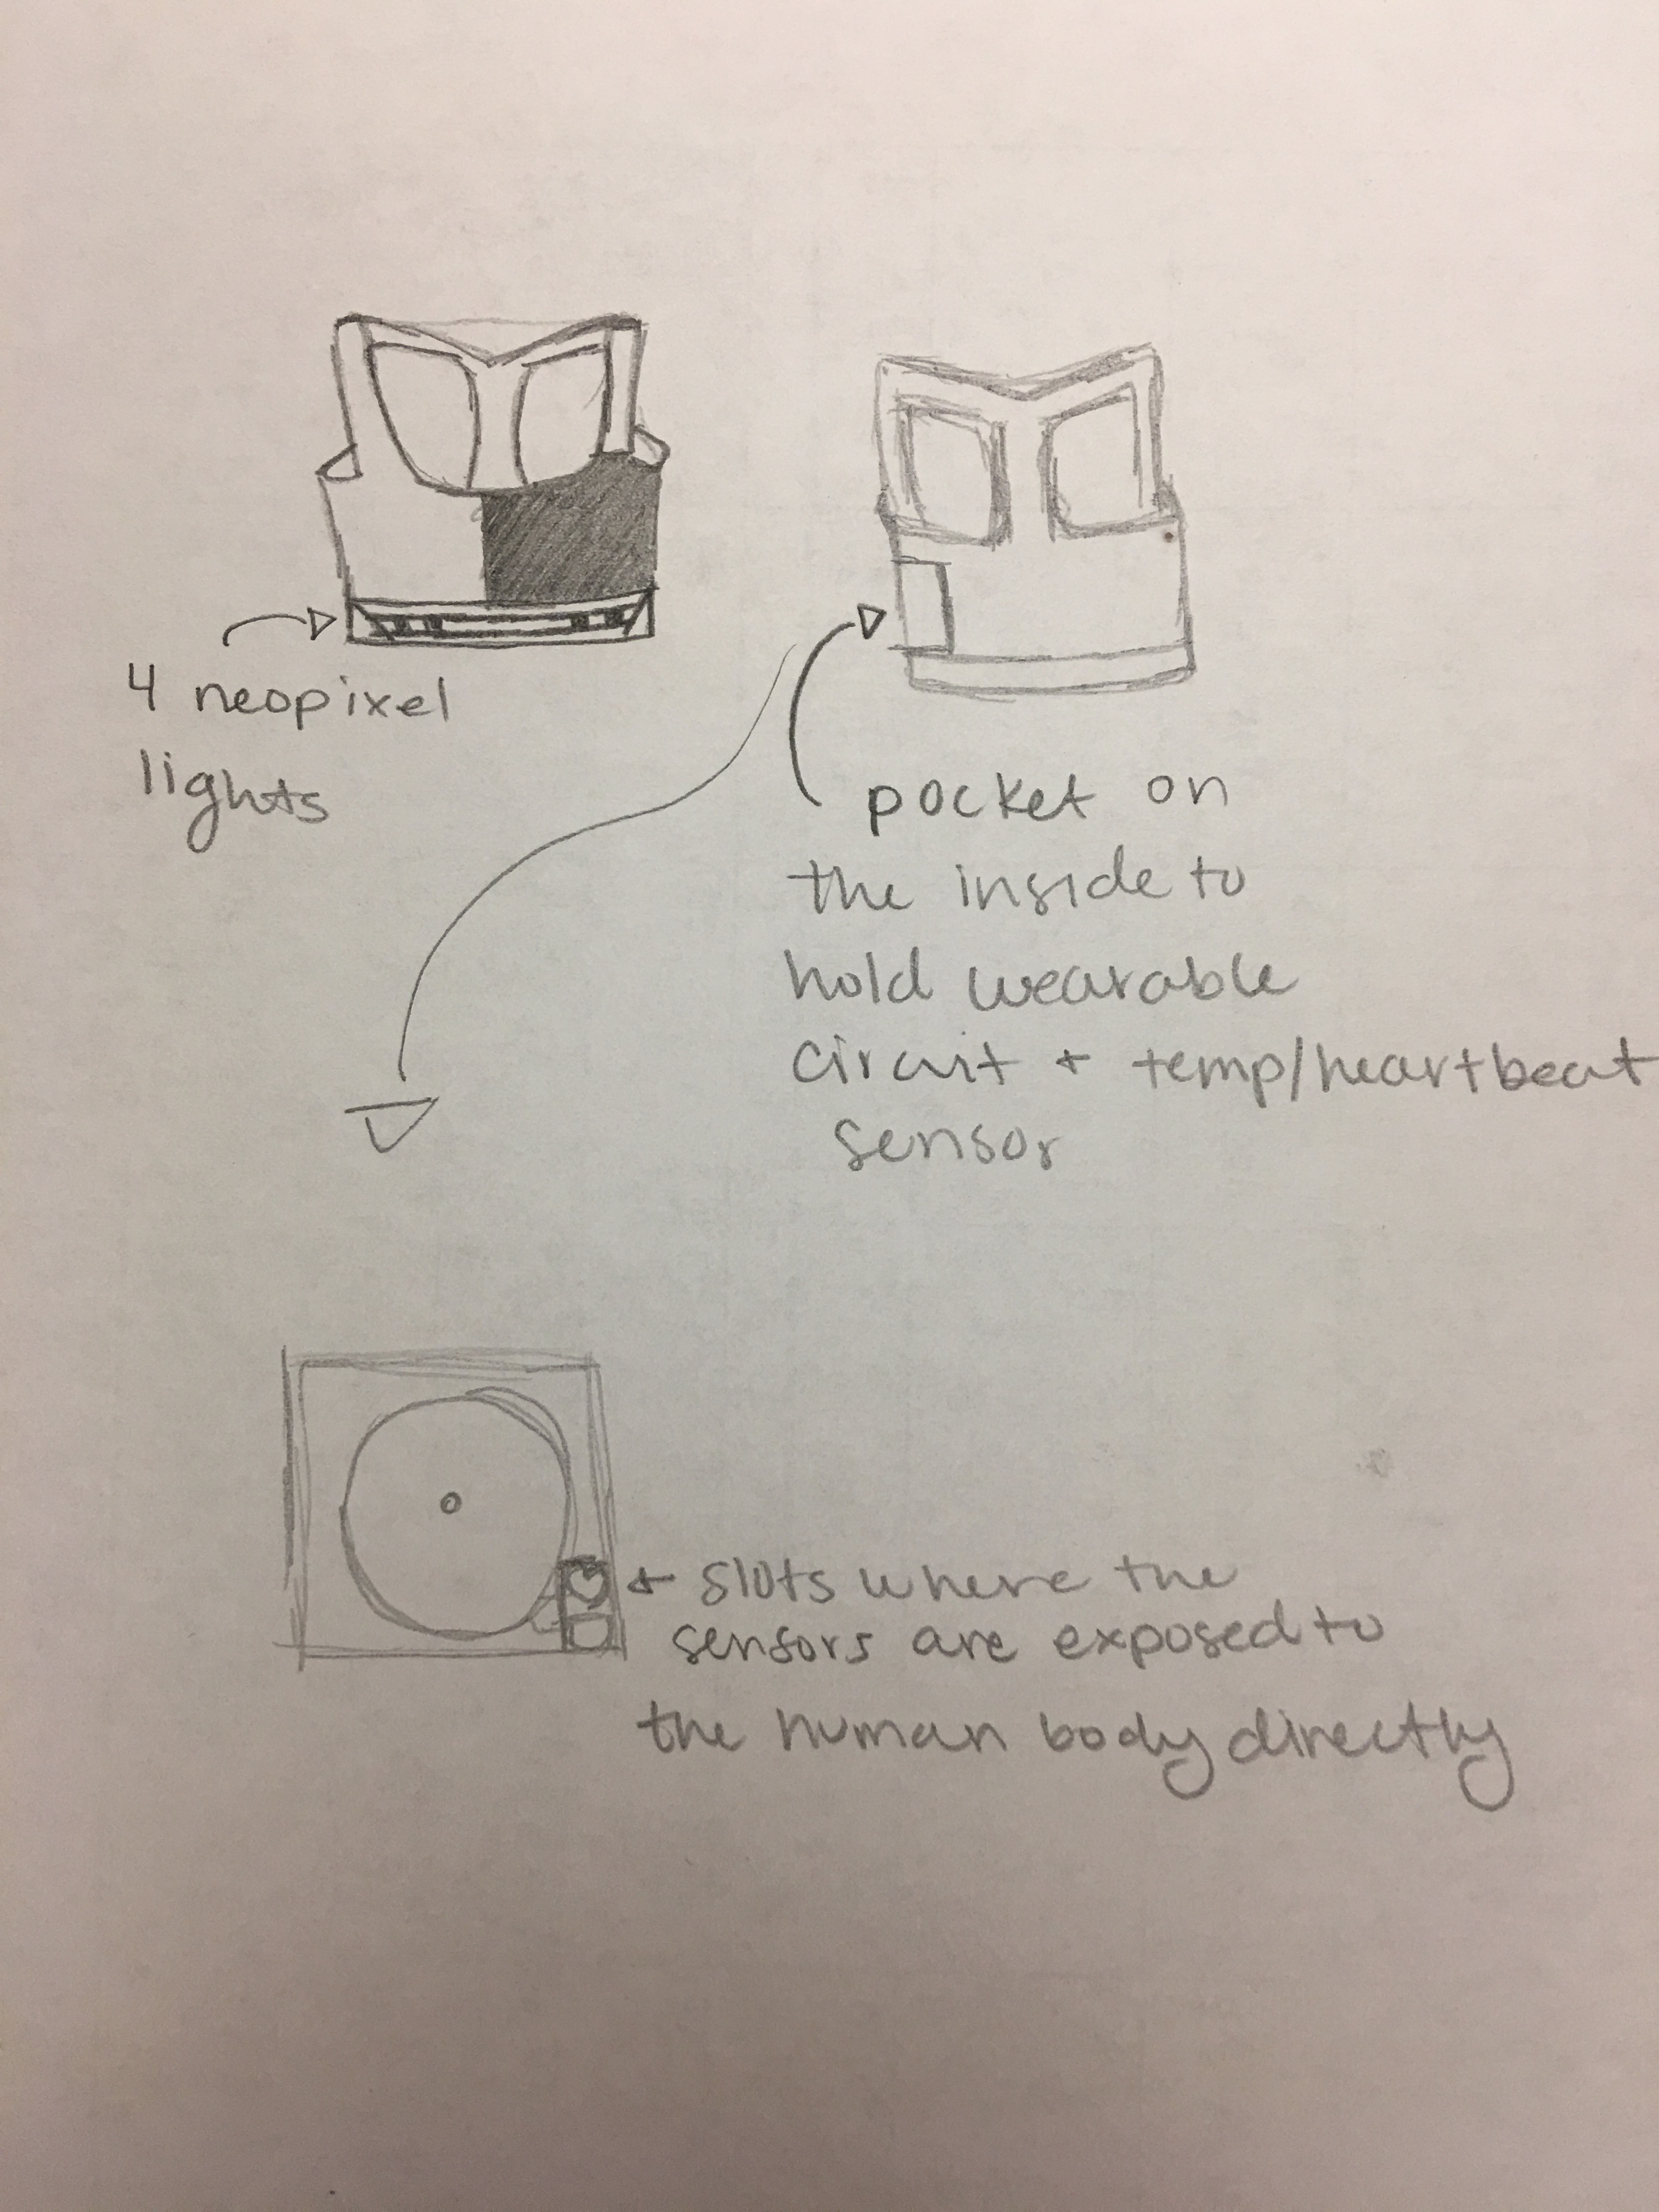 4 neopixel
lights
pocket on
the inside to
hold wearable
circuit + temp/heartbeat
sensor
+ slots where the
sensors are exposed to
the human body directly